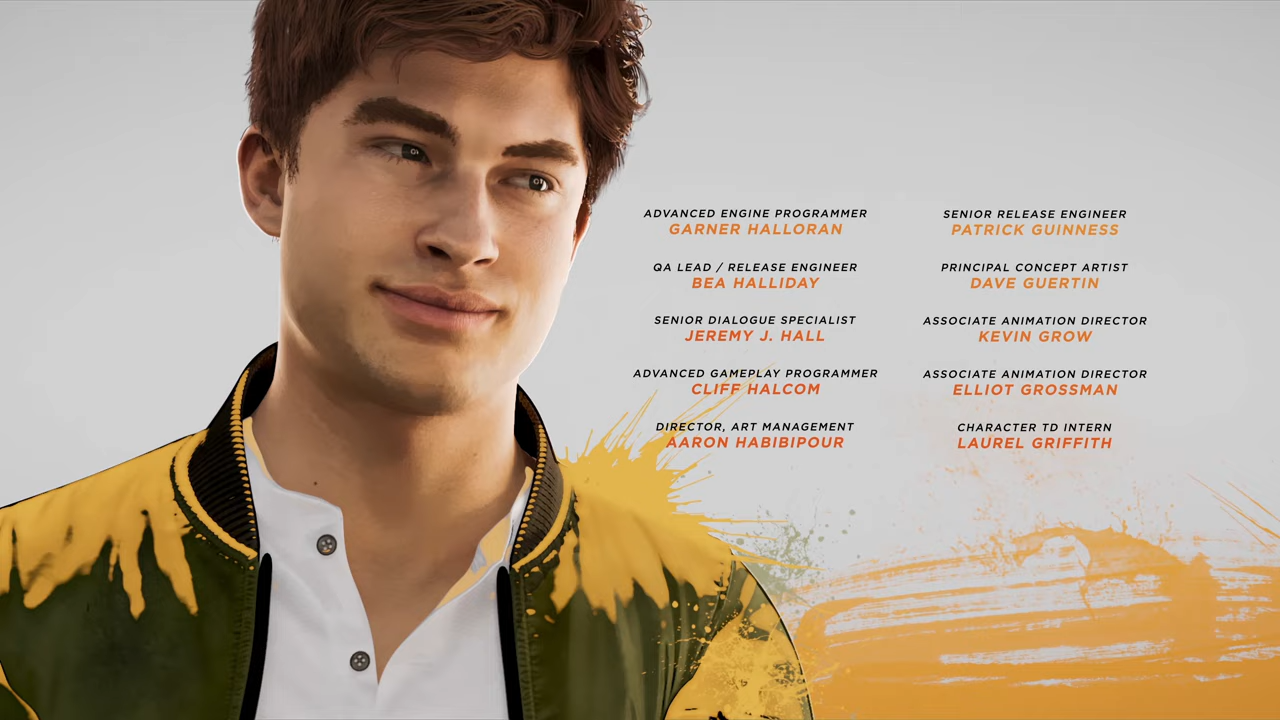 ADVANCED ENGINE PROGRAMMER
GARNER HALLORAN
QA LEAD / RELEASE ENGINEER
BEA HALLIDAY
SENIOR DIALOGUE SPECIALIST
JEREMY J. HALL
ADVANCED GAMEPLAY PROGRAMMER
CLIFF HALCOM
DIRECTOR, ART MANAGEMENT
AARON HABIBIPOUR
SENIOR RELEASE ENGINEER
PATRICK GUINNESS
PRINCIPAL CONCEPT ARTIST
DAVE GUERTIN
ASSOCIATE ANIMATION DIRECTOR
KEVIN GROW
ASSOCIATE ANIMATION DIRECTOR
ELLIOT GROSSMAN
CHARACTER TD INTERN
LAUREL GRIFFITH